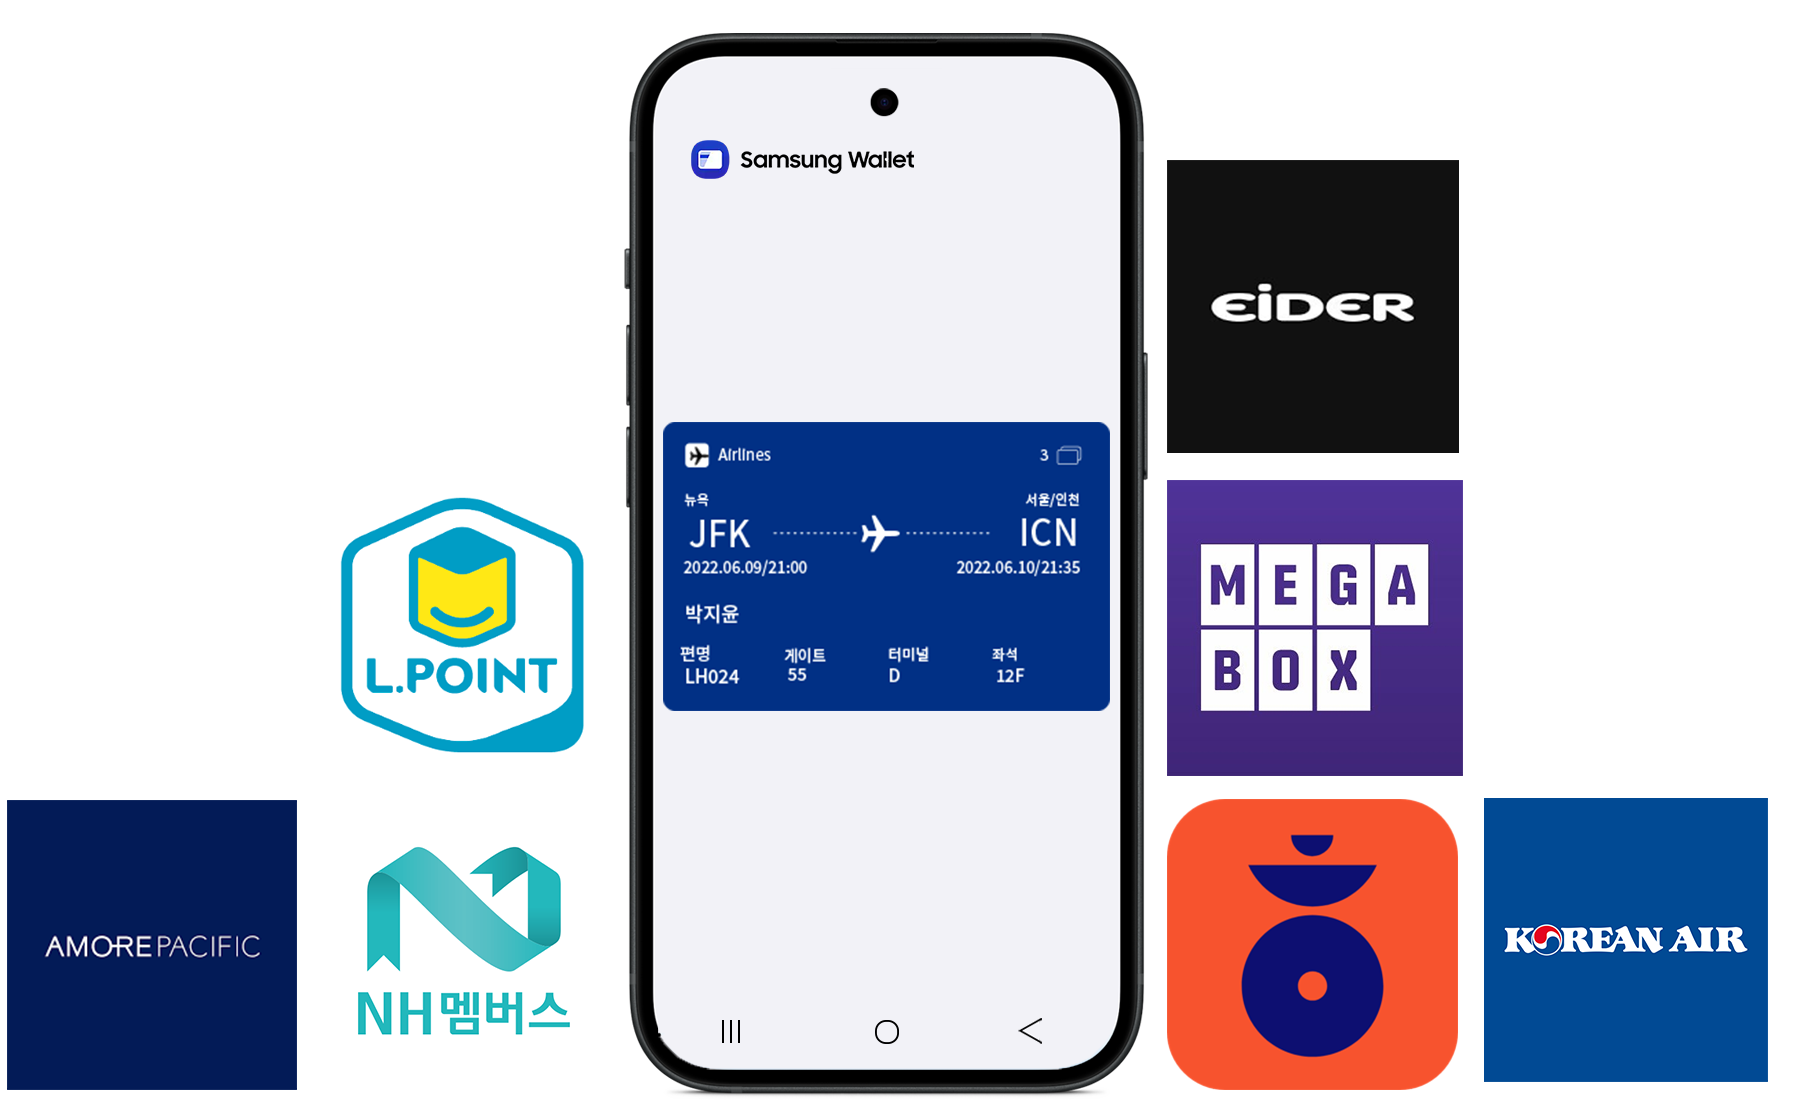 Samsung Wallet
Airlines
3
뉴욕
서울/인천
JFK
ICN
2022.06.09/21:00
2022.06.10/21:35
박지윤
편명
게이트
터미널
좌석
LH024
55
D
12F
EiDER
MEGA
BOX
L.POINT
AMOREPACIFIC
NH멤버스
KOREAN AIR